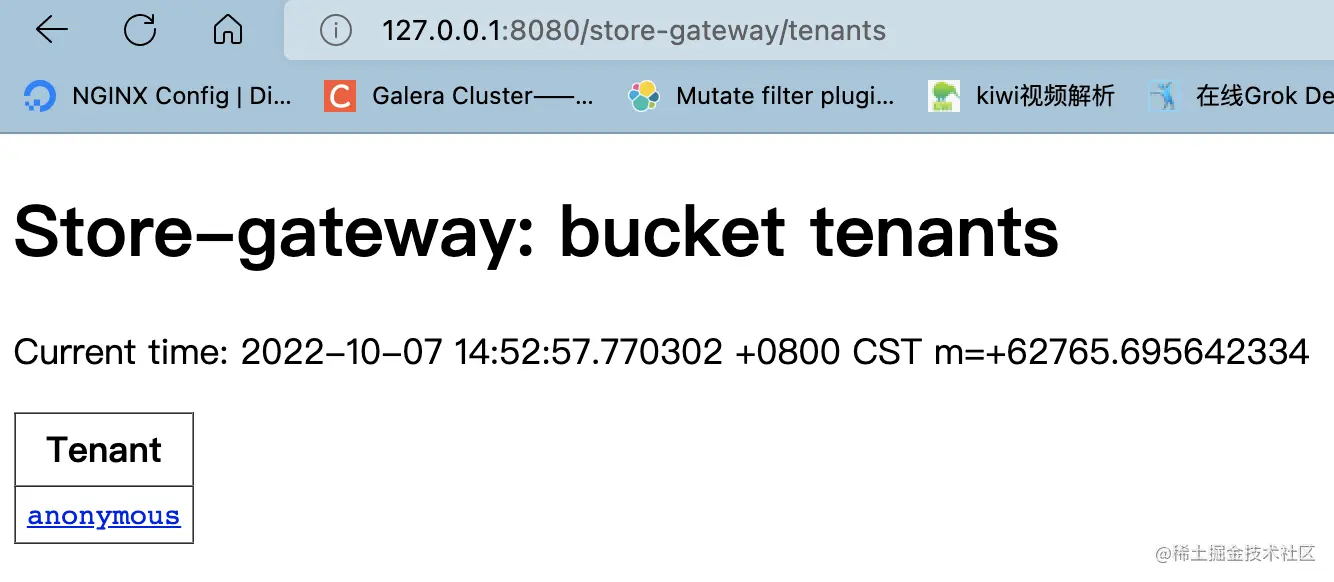 127.0.0.1:8080/store-gateway/tenants
NGINX Config | Di... Galera Cluster——... Mutate filter plugi... kiwi视频解析 在线Grok De
Store-gateway: bucket tenants
Current time: 2022-10-07 14:52:57.770302 +0800 CST m=+62765.695642334
Tenant
anonymous
@稀土掘金技术社区